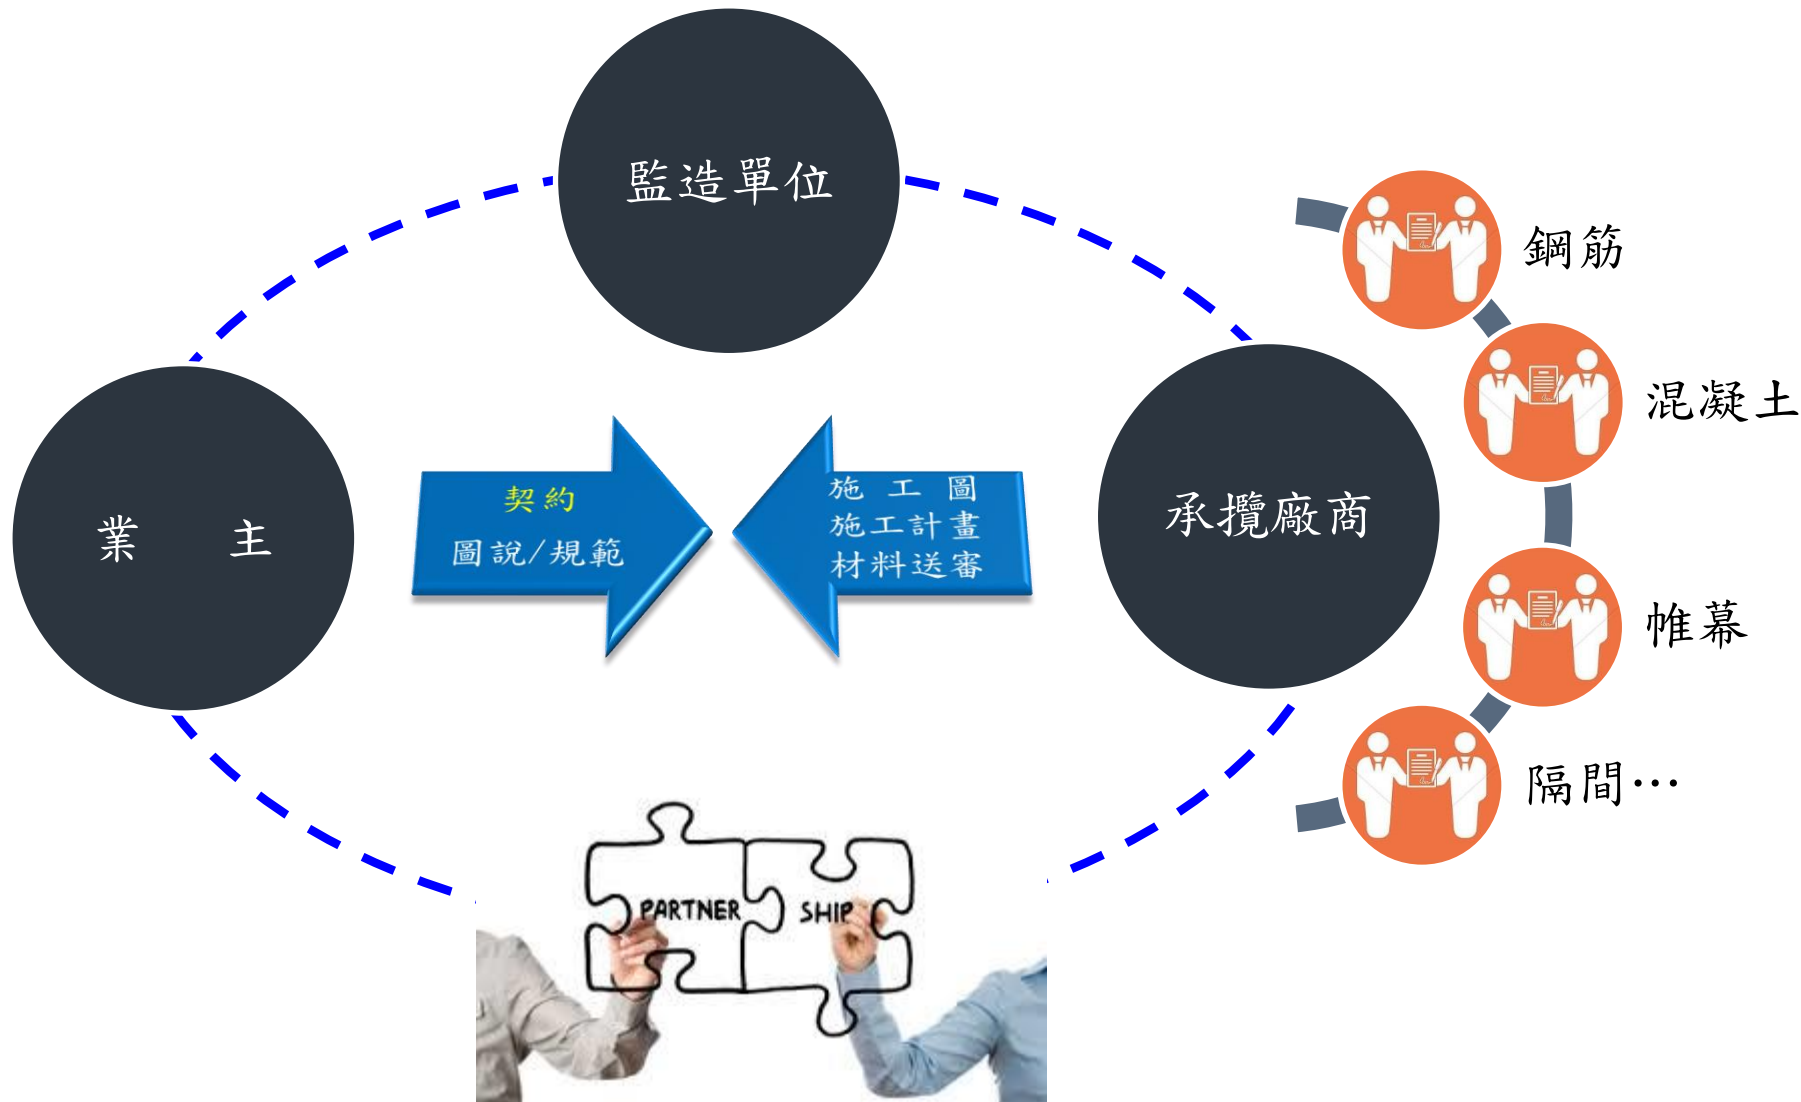 監造單位
鋼筋
混凝土
業 主
契約
圖說/規範
施 工 圖
施工計畫
材料送審
承攬廠商
帷幕
隔間…
PARTNER SHIP